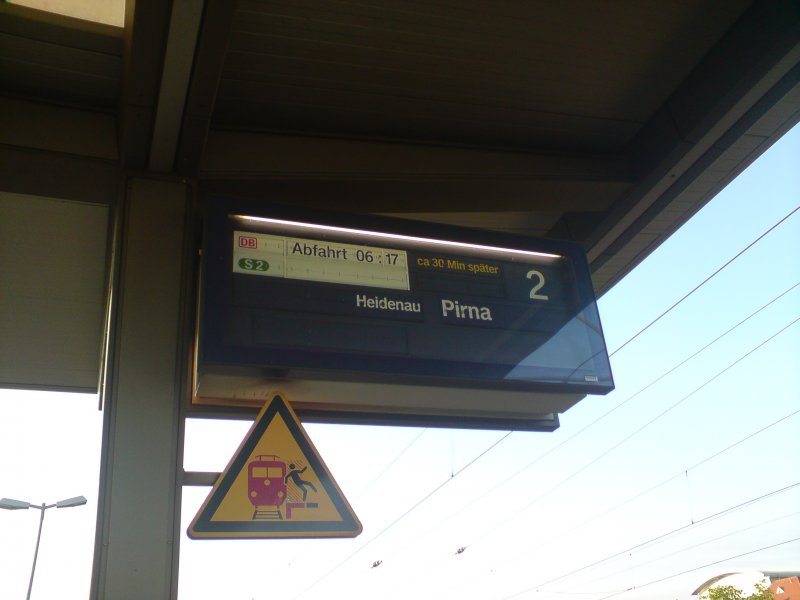 DB Abfahrt 06:17 ca 30 Min später 2
S2
Heidenau Pirna